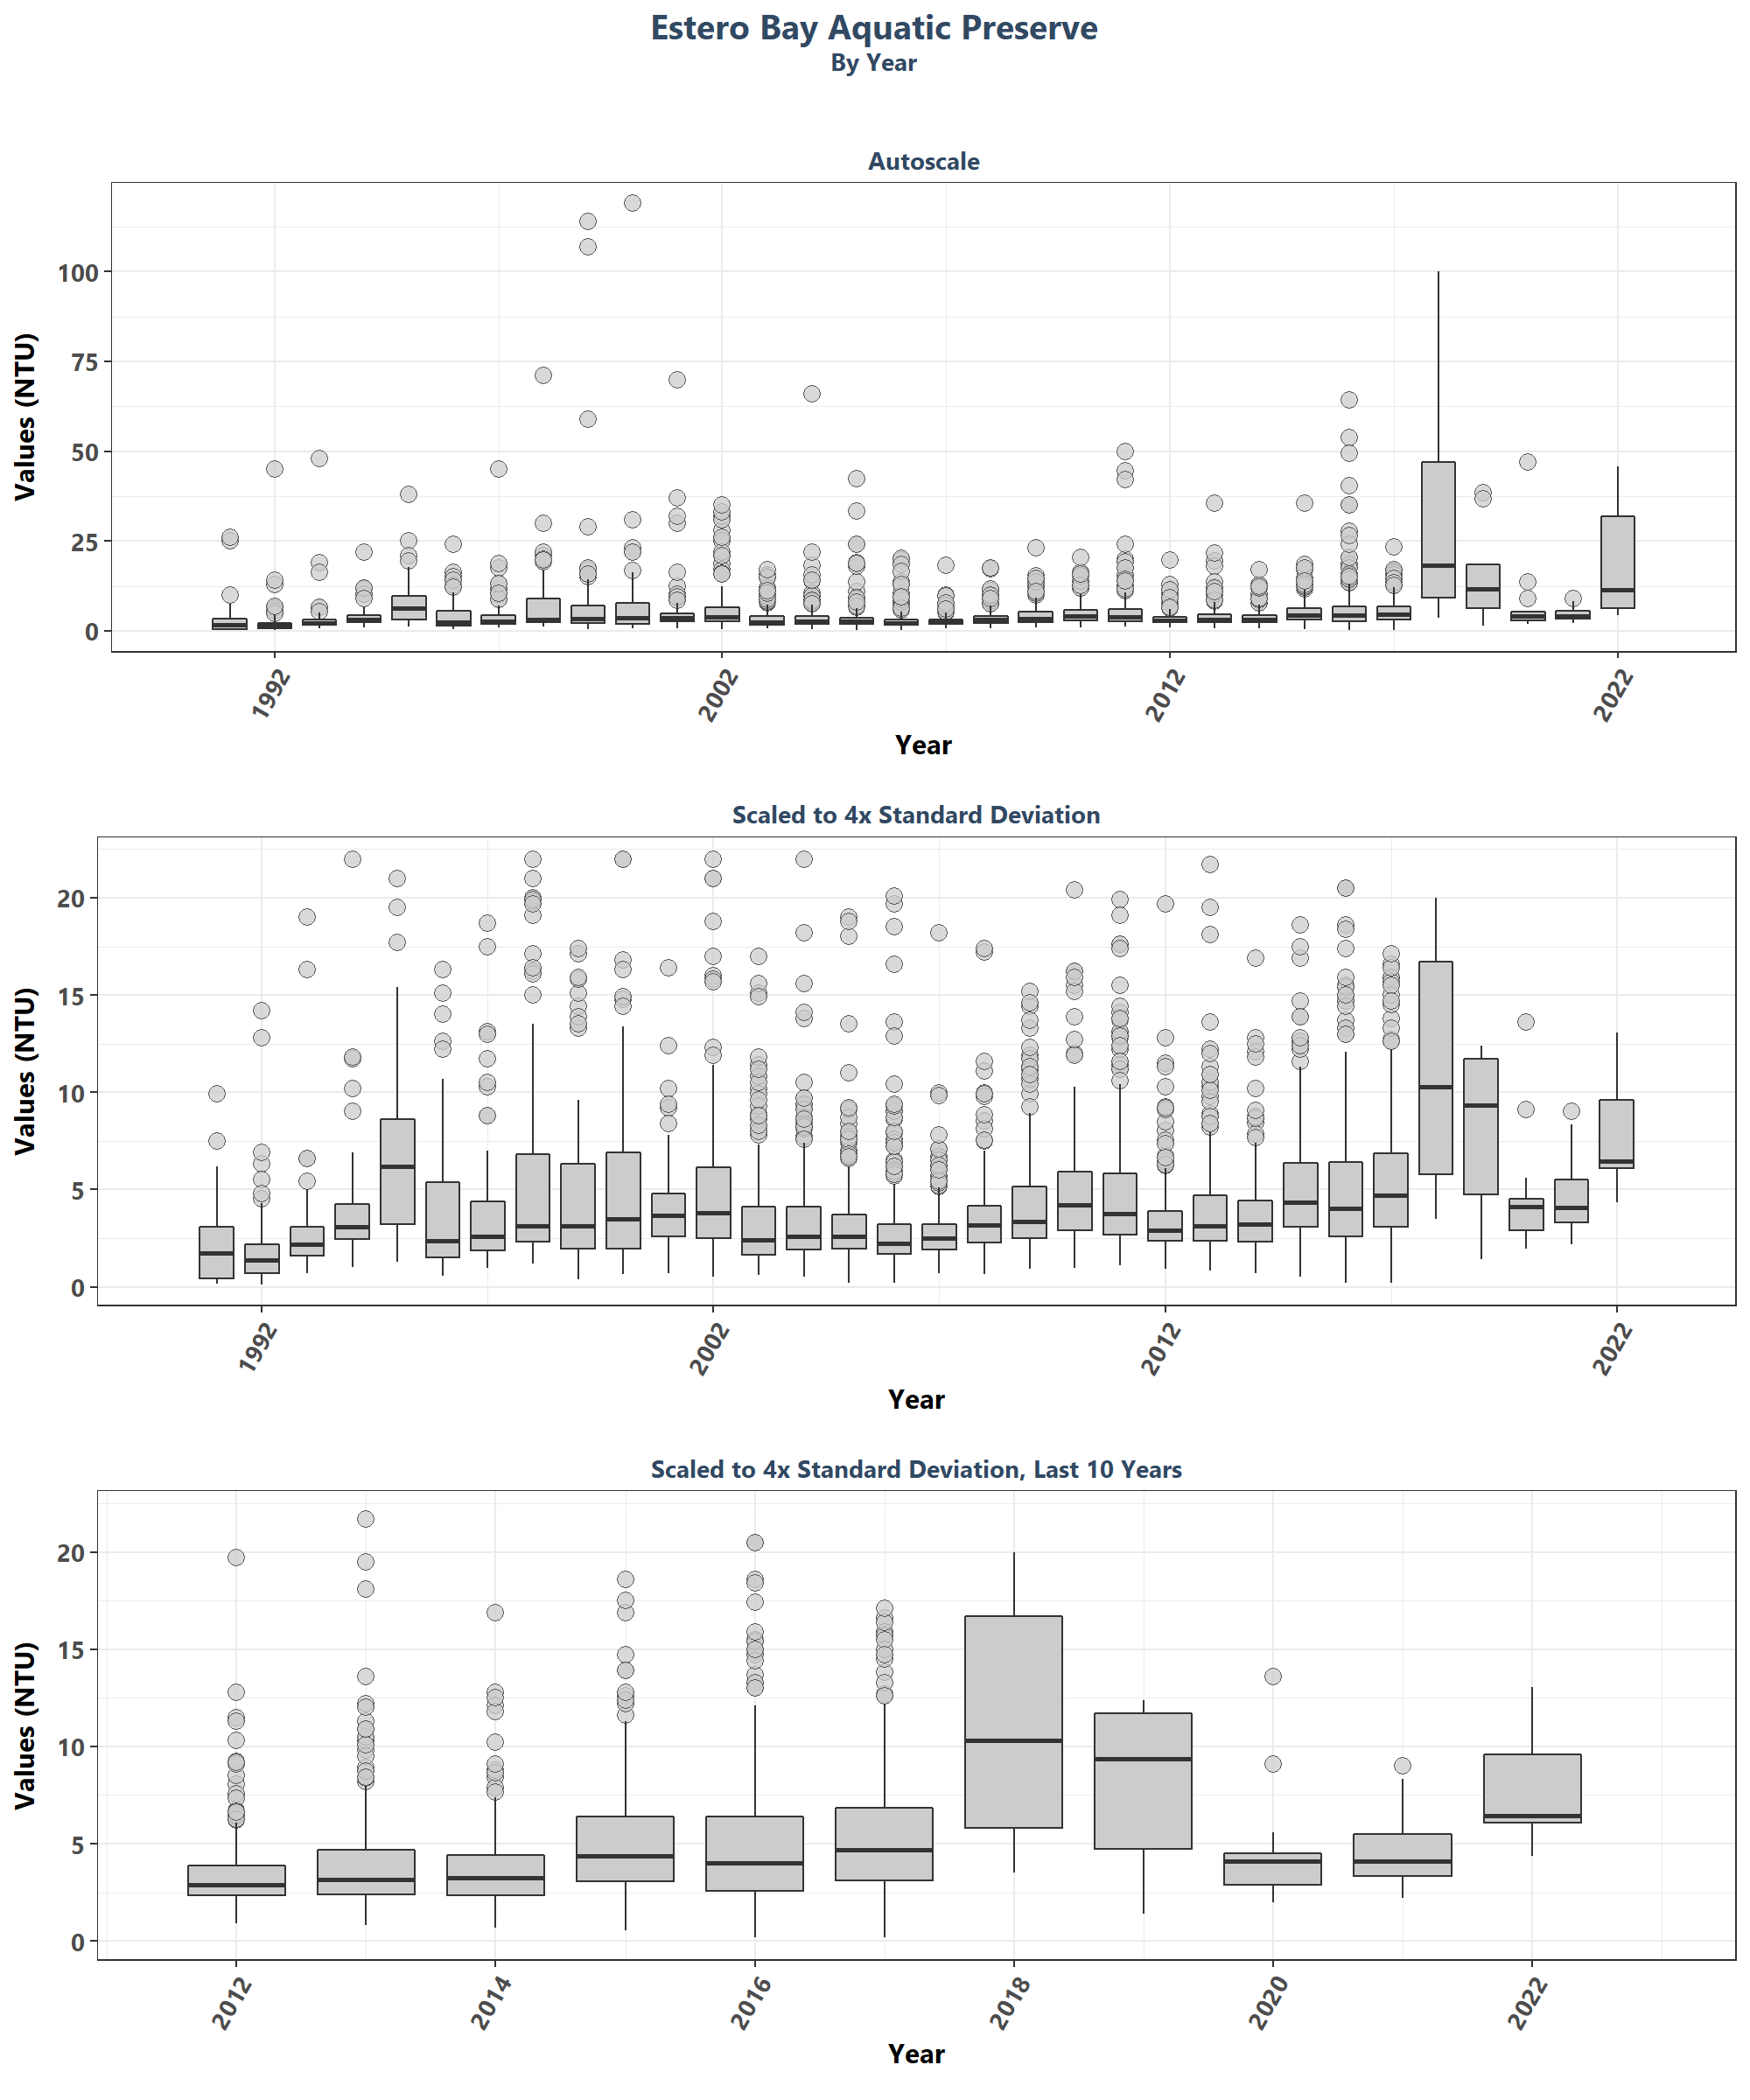 Estero Bay Aquatic Preserve
By Year
Autoscale
Values (NTU)
100
75
50
25
0
1992
2002
2012
2022
Year
Scaled to 4x Standard Deviation
Values (NTU)
20
15
10
5
0
1992
2002
2012
2022
Year
Scaled to 4x Standard Deviation, Last 10 Years
Values (NTU)
20
15
10
5
0
2012
2014
2016
2018
2020
2022
Year